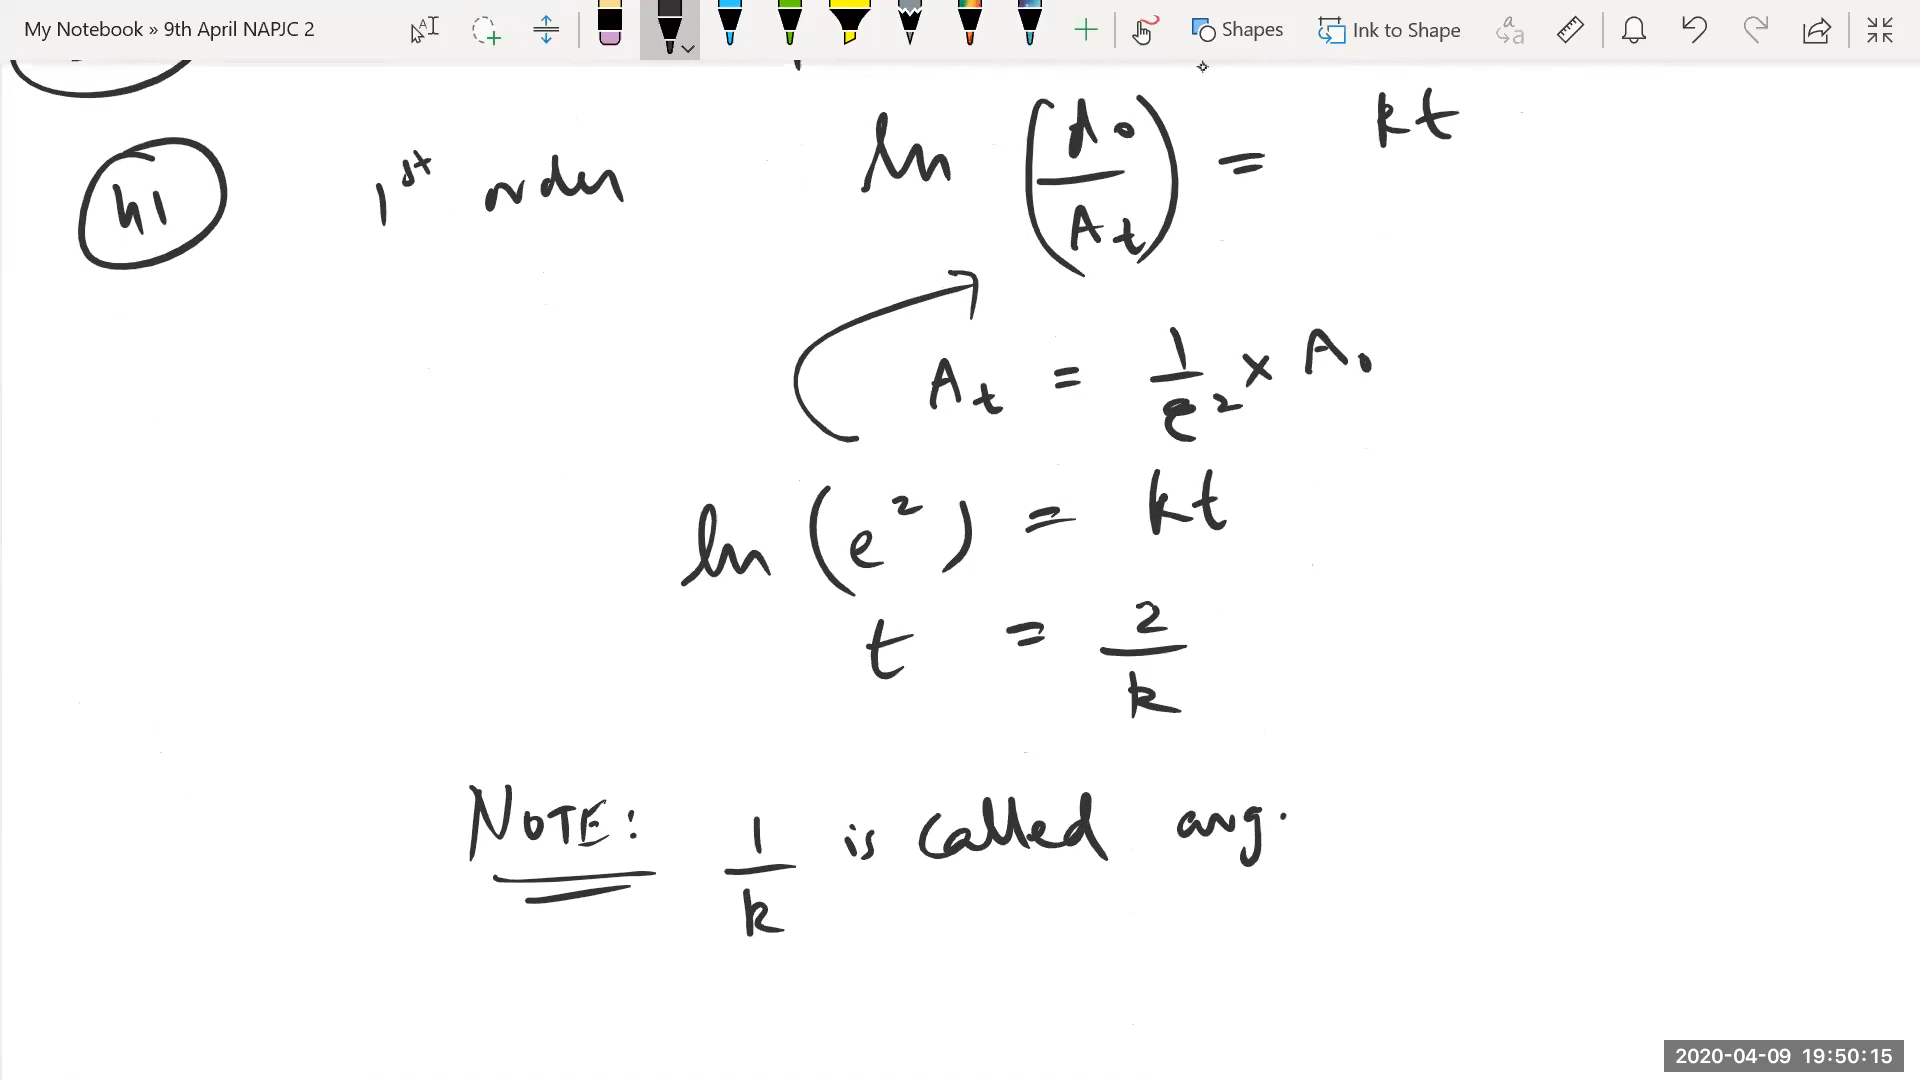 My Notebook » 9th April NAPJC 2
Shapes
Ink to Shape
41 1st order ln (A₀/At) = kt
At = 1/e² × A₀
ln (e²) = kt
t = 2/k
NOTE: 1/k is called avg.
2020-04-09 19:50:15